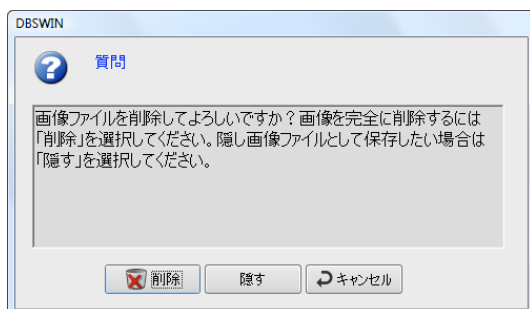 DBSWIN
質問
画像ファイルを削除してよろしいですか？画像を完全に削除するには
「削除」を選択してください。隠し画像ファイルとして保存したい場合は
「隠す」を選択してください。
削除 隠す キャンセル